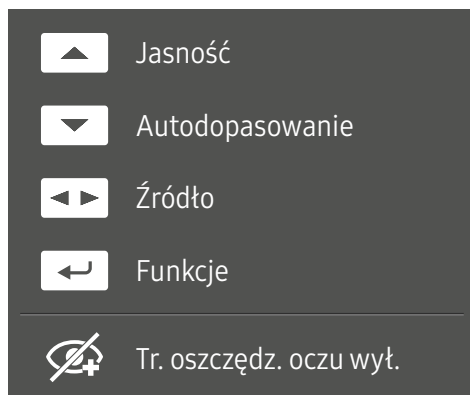 Jasność
Autodopasowanie
Źródło
Funkcje
Tr. oszczędz. oczu wył.